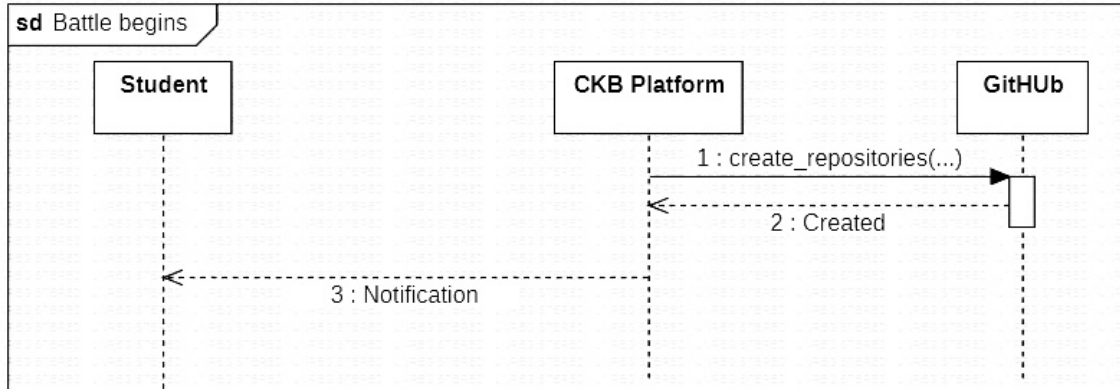 sd Battle begins
Student
CKB Platform
GitHUb
1 : create_repositories(...)
2 : Created
3 : Notification